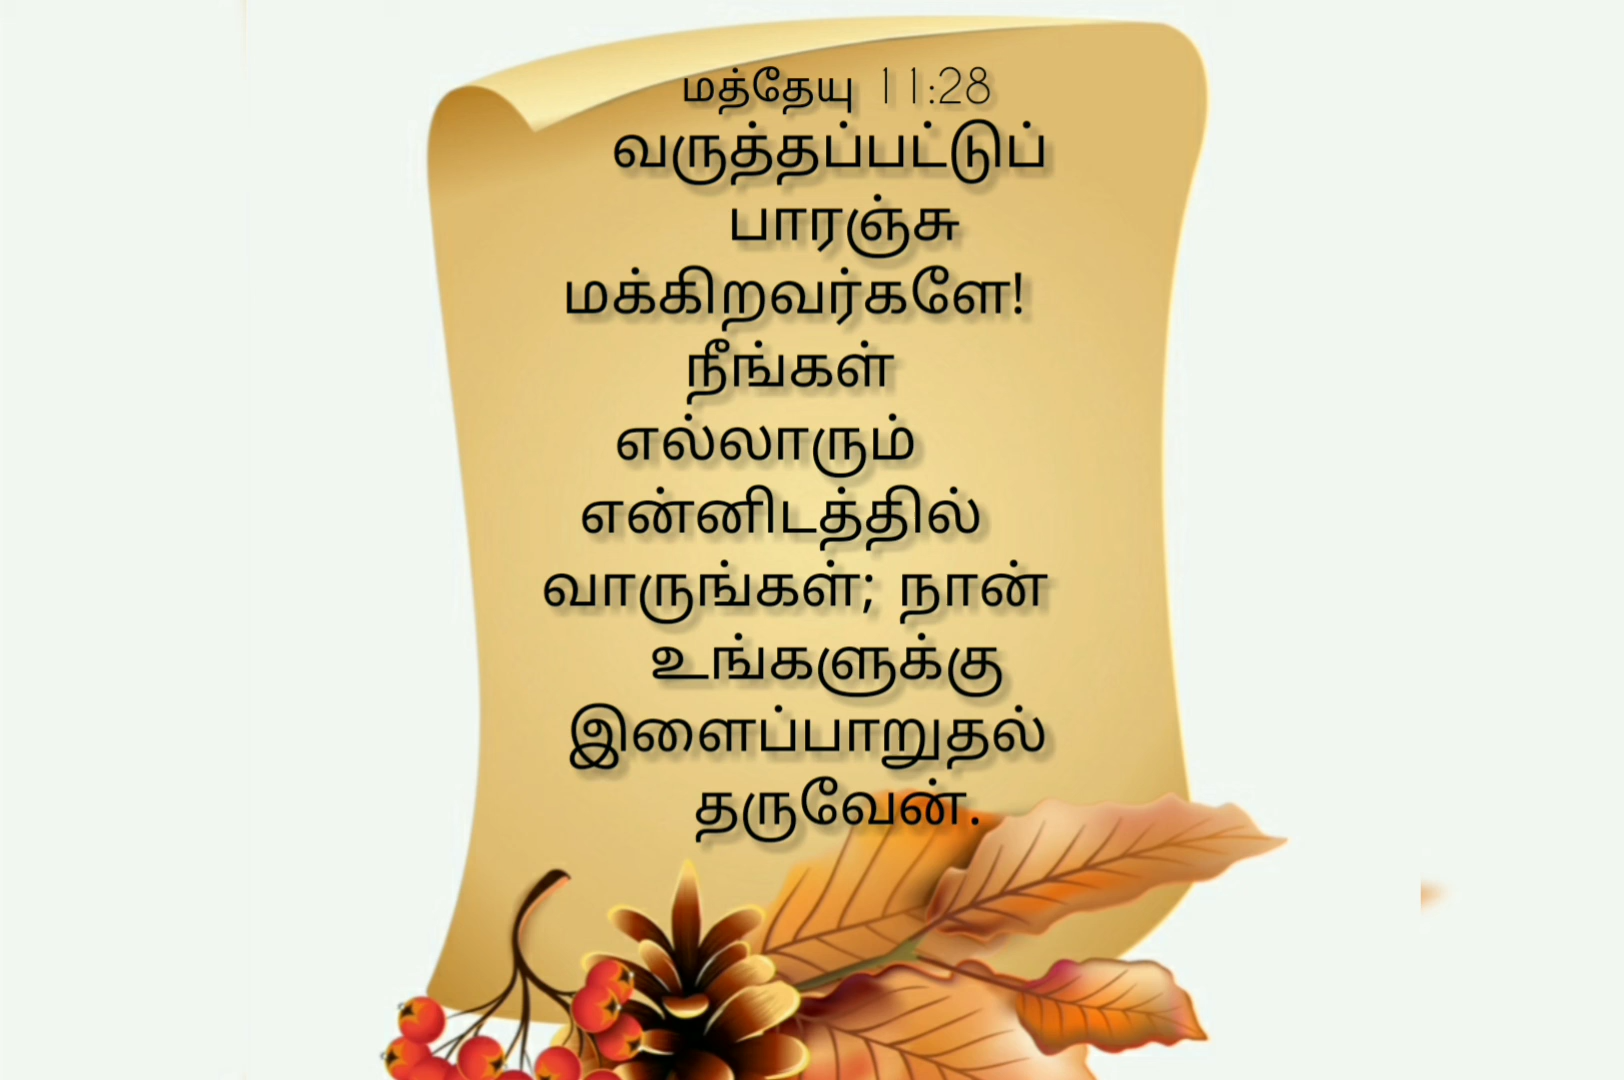 மத்தேயு 11:28
வருத்தப்பட்டுப்
பாரஞ்சு
மக்கிறவர்களே!
நீங்கள்
எல்லாரும்
என்னிடத்தில்
வாருங்கள்; நான்
உங்களுக்கு
இளைப்பாறுதல்
தருவேன்.